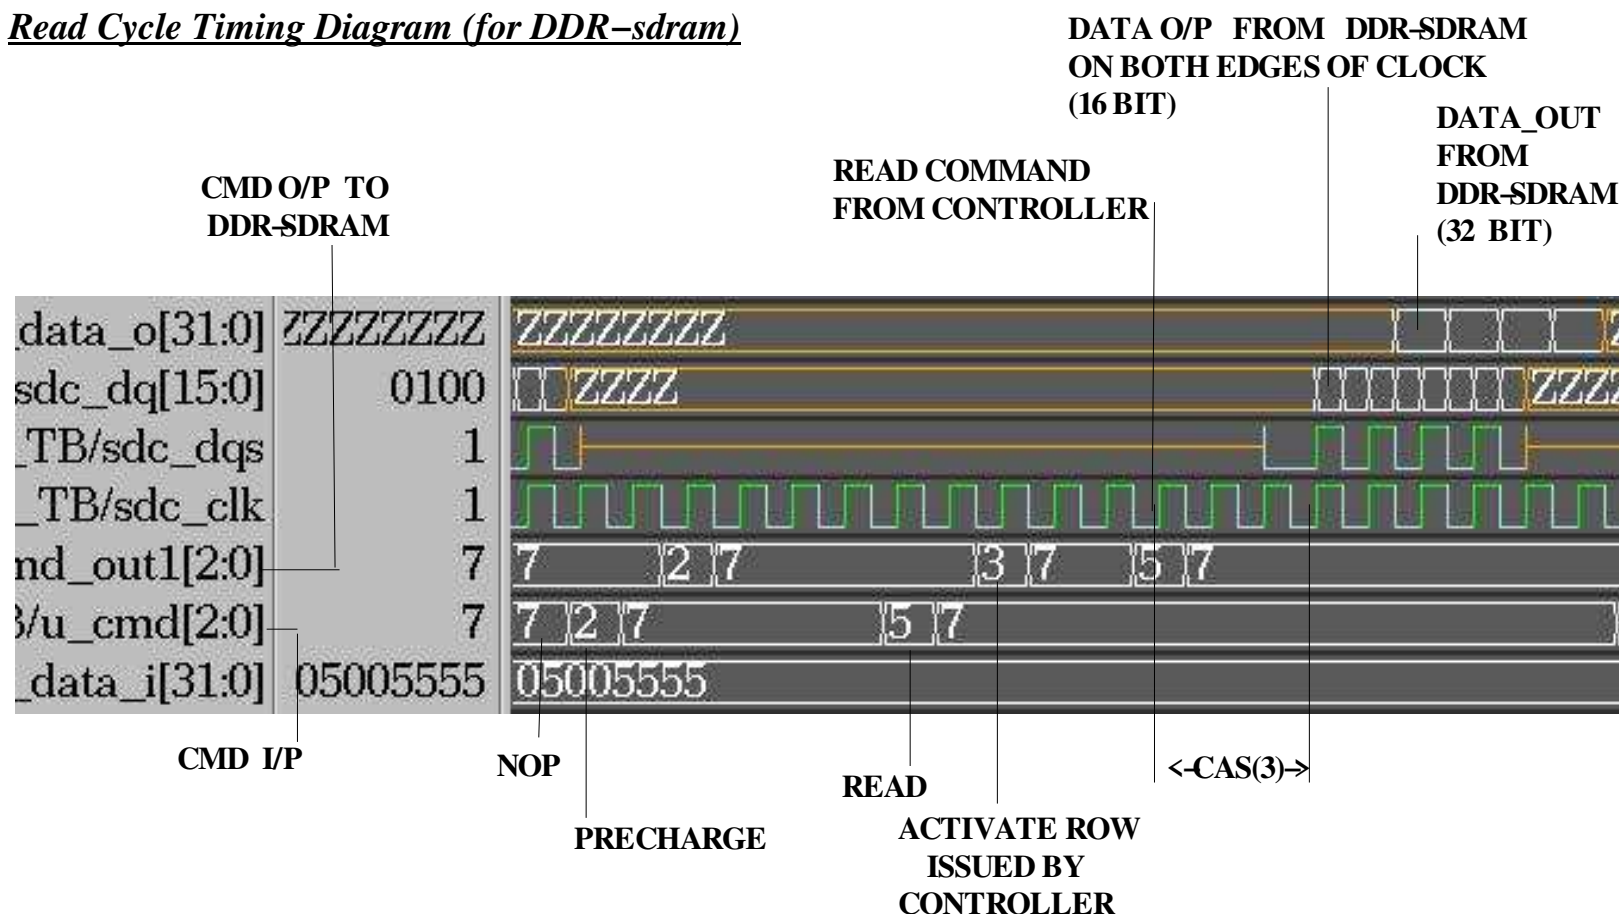 Read Cycle Timing Diagram (for DDR–sdram)
DATA O/P FROM DDR–SDRAM
ON BOTH EDGES OF CLOCK
(16 BIT)
DATA_OUT
FROM
DDR–SDRAM
(32 BIT)
READ COMMAND
FROM CONTROLLER
CMD O/P TO
DDR–SDRAM
_data_o[31:0] ZZZZZZZZ ZZZZZZZZ
sdc_dq[15:0] 0100 ZZZZ ZZZZ
_TB/sdc_dqs 1
_TB/sdc_clk 1
md_out1[2:0] 7 7 2 7 3 7 5 7
B/u_cmd[2:0] 7 7 2 7 5 7
_data_i[31:0] 05005555 05005555
CMD I/P
NOP
PRECHARGE
READ
ACTIVATE ROW
ISSUED BY
CONTROLLER
<–CAS(3)–>